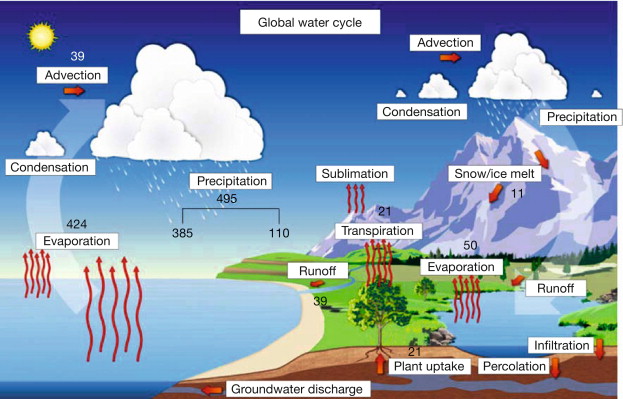 Global water cycle
39
Advection
Advection
Condensation
Precipitation
Condensation
Precipitation
495
385
110
Sublimation
Snow/ice melt
11
21
Transpiration
424
Evaporation
50
Evaporation
Runoff
39
Runoff
21
Plant uptake
Infiltration
Percolation
Groundwater discharge